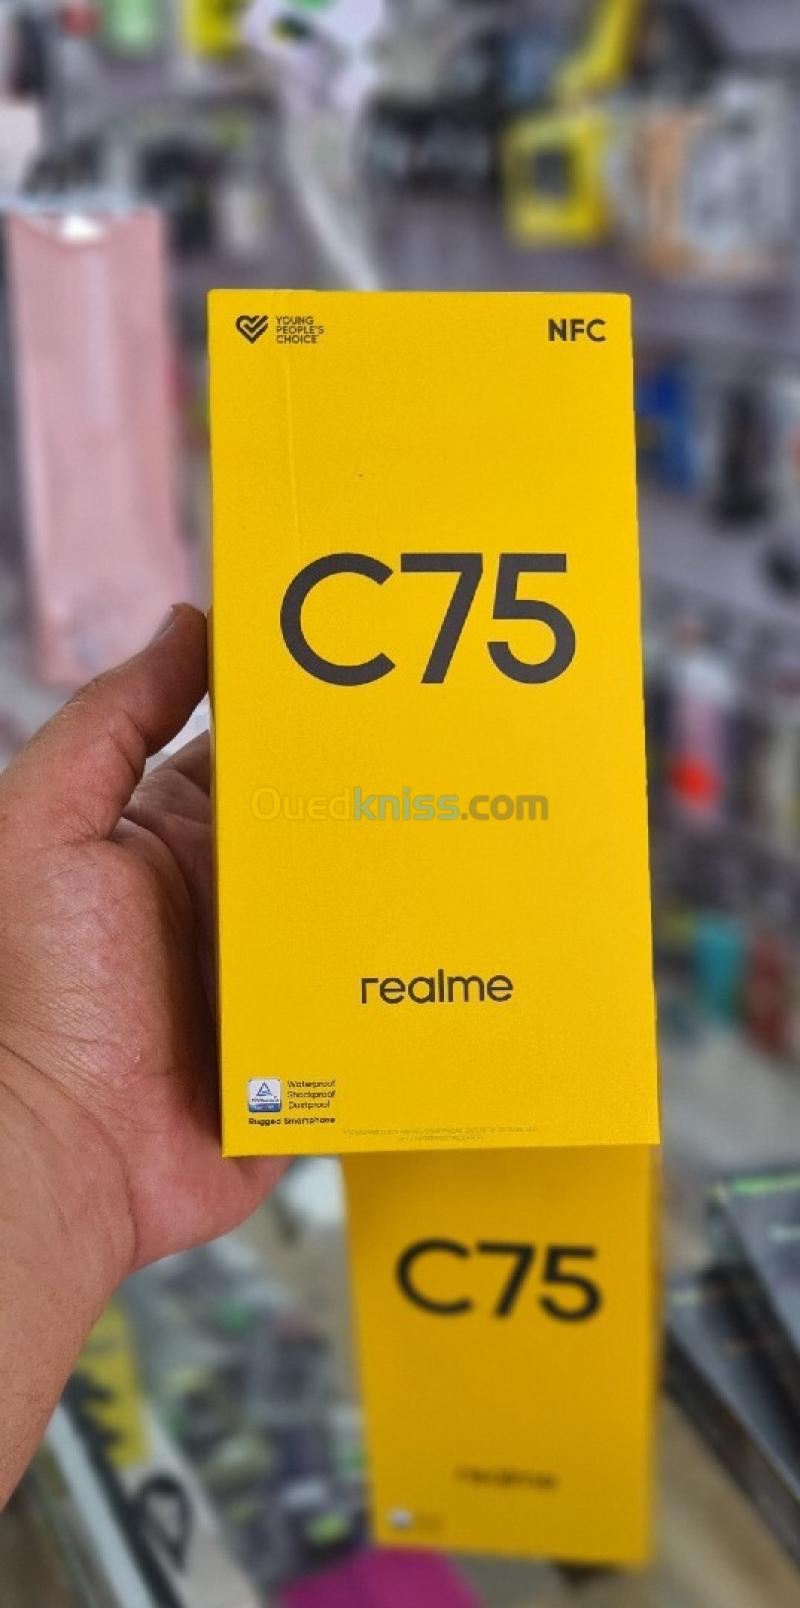 YOUNG
PEOPLE'S
CHOICE
NFC
C75
Ouedkniss.com
realme
Waterproof
Shockproof
Dustproof
Rugged Smartphone
C75
realme